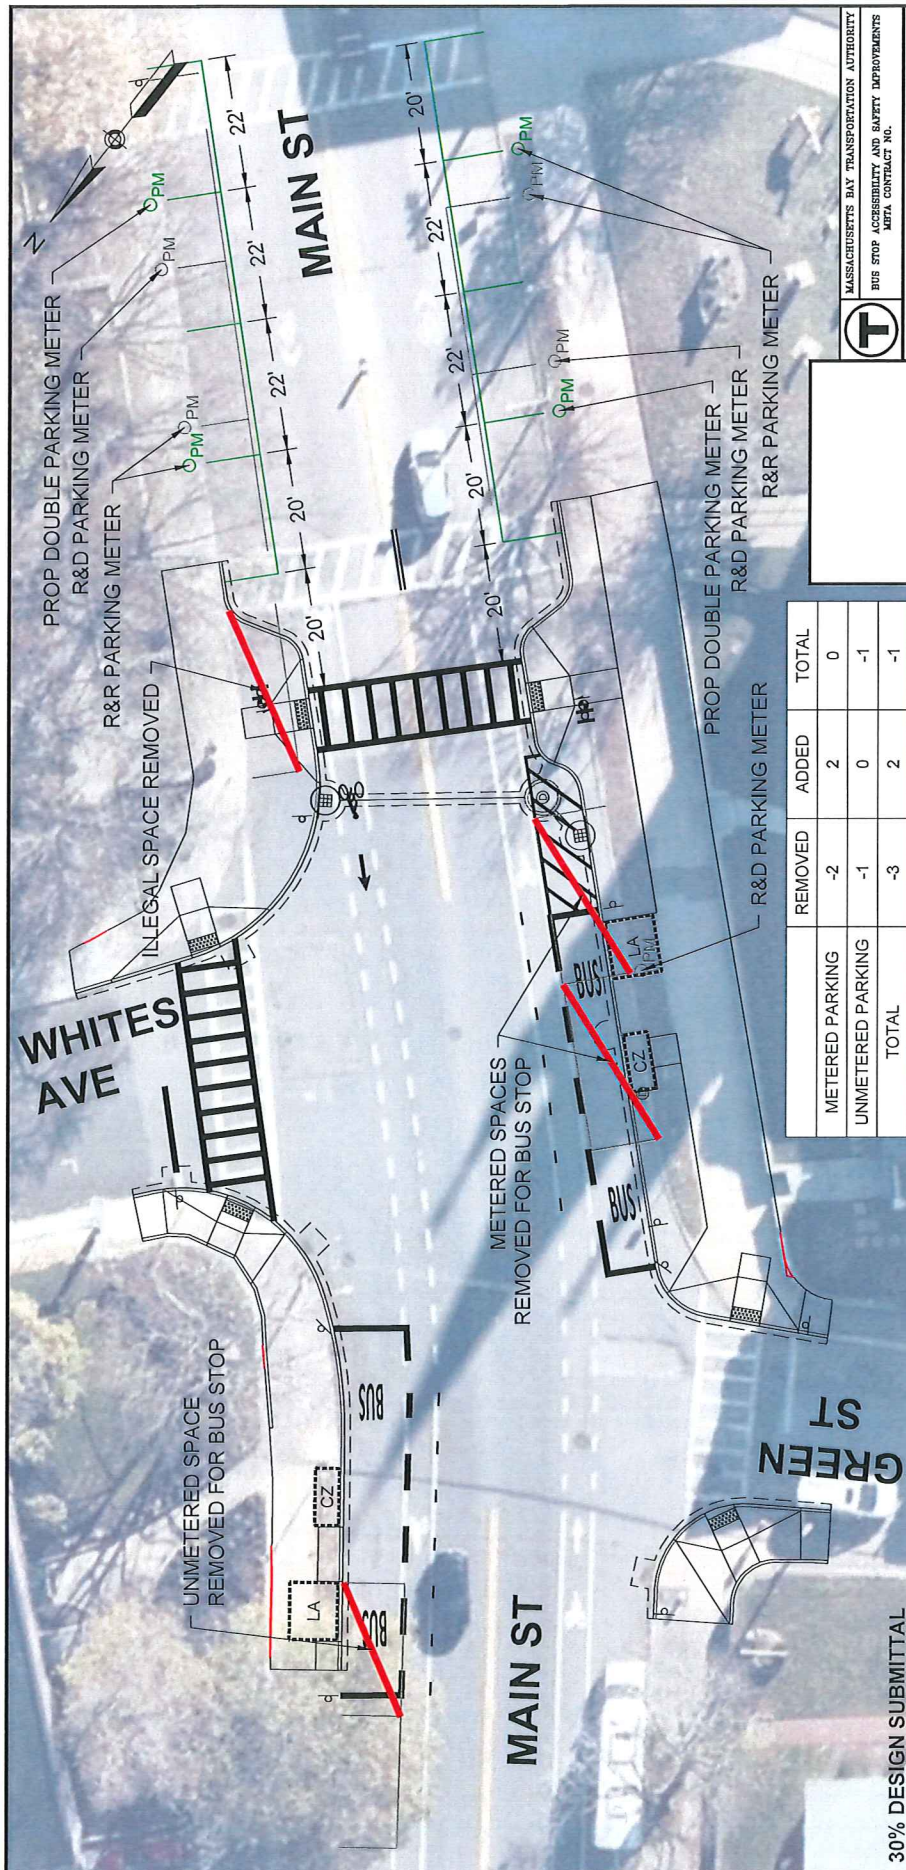 N
PROP DOUBLE PARKING METER
R&D PARKING METER
R&R PARKING METER
ILLEGAL SPACE REMOVED
WHITES
AVE
UNMETERED SPACE
REMOVED FOR BUS STOP
PM
PM
PM
PM
22'
22'
22'
20'
20'
MAIN ST
20'
22'
22'
20'
20'
PM
PM
PM
PM
LA
CZ
BUS
BUS
MAIN ST
METERED SPACES
REMOVED FOR BUS STOP
BUS
BUS
LA
PM
CZ
D
R&R PARKING METER
R&D PARKING METER
PROP DOUBLE PARKING METER
R&D PARKING METER
GREEN
ST
REMOVED ADDED TOTAL
METERED PARKING -2 2 0
UNMETERED PARKING -1 0 -1
TOTAL -3 2 -1
T
MASSACHUSETTS BAY TRANSPORTATION AUTHORITY
BUS STOP ACCESSIBILITY AND SAFETY IMPROVEMENTS
MBTA CONTRACT NO.
30% DESIGN SUBMITTAL